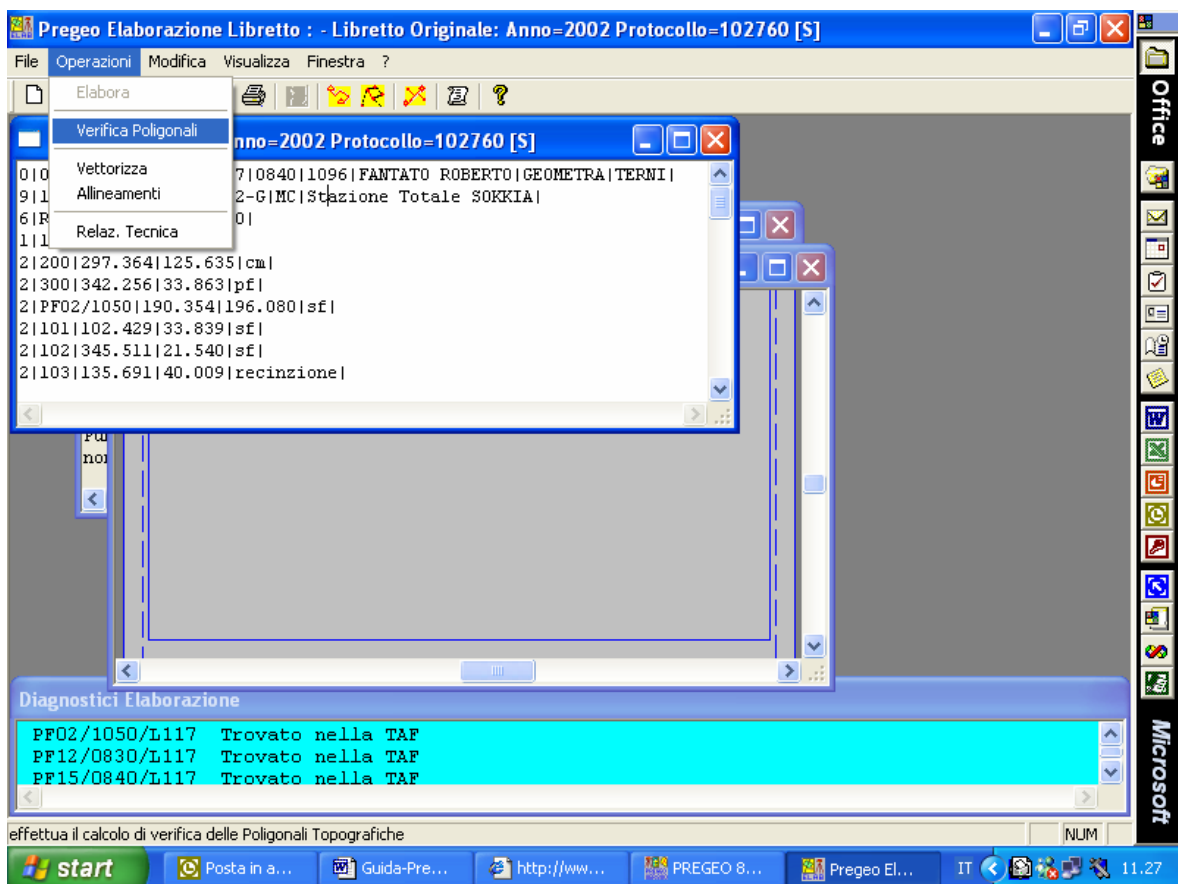 Pregeo Elaborazione Libretto : - Libretto Originale: Anno=2002 Protocollo=102760 [S]
File Operazioni Modifica Visualizza Finestra ?
Elabora
Verifica Poligonali
Vettorizza
Allineamenti
Relaz. Tecnica
nno=2002 Protocollo=102760 [S]
0|0 7|0840|1096|FANTATO ROBERTO|GEOMETRA|TERNI|
9|1 2-G|MC|Stazione Totale SOKKIA|
6|R 0|
1|1
2|200|297.364|125.635|cm|
2|300|342.256|33.863|pf|
2|PF02/1050|190.354|196.080|sf|
2|101|102.429|33.839|sf|
2|102|345.511|21.540|sf|
2|103|135.691|40.009|recinzione|
Diagnostici Elaborazione
PF02/1050/L117 Trovato nella TAF
PF12/0830/L117 Trovato nella TAF
PF15/0840/L117 Trovato nella TAF
effettua il calcolo di verifica delle Poligonali Topografiche
NUM
start
Posta in a...
Guida-Pre...
http://ww...
PREGEO 8...
Pregeo El...
IT
11.27
Office
Microsoft